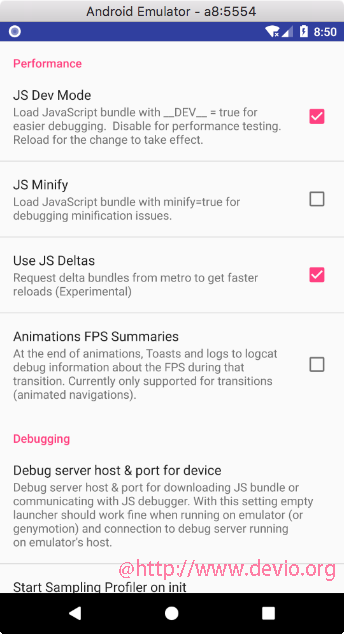 Android Emulator - a8:5554
8:50
Performance
JS Dev Mode
Load JavaScript bundle with __DEV__ = true for
easier debugging.  Disable for performance testing.
Reload for the change to take effect.
JS Minify
Load JavaScript bundle with minify=true for
debugging minification issues.
Use JS Deltas
Request delta bundles from metro to get faster
reloads (Experimental)
Animations FPS Summaries
At the end of animations, Toasts and logs to logcat
debug information about the FPS during that
transition. Currently only supported for transitions
(animated navigations).
Debugging
Debug server host & port for device
Debug server host & port for downloading JS bundle or
communicating with JS debugger. With this setting empty
launcher should work fine when running on emulator (or
genymotion) and connection to debug server running
on emulator's host.
@http://www.devio.org
Start Sampling Profiler on init